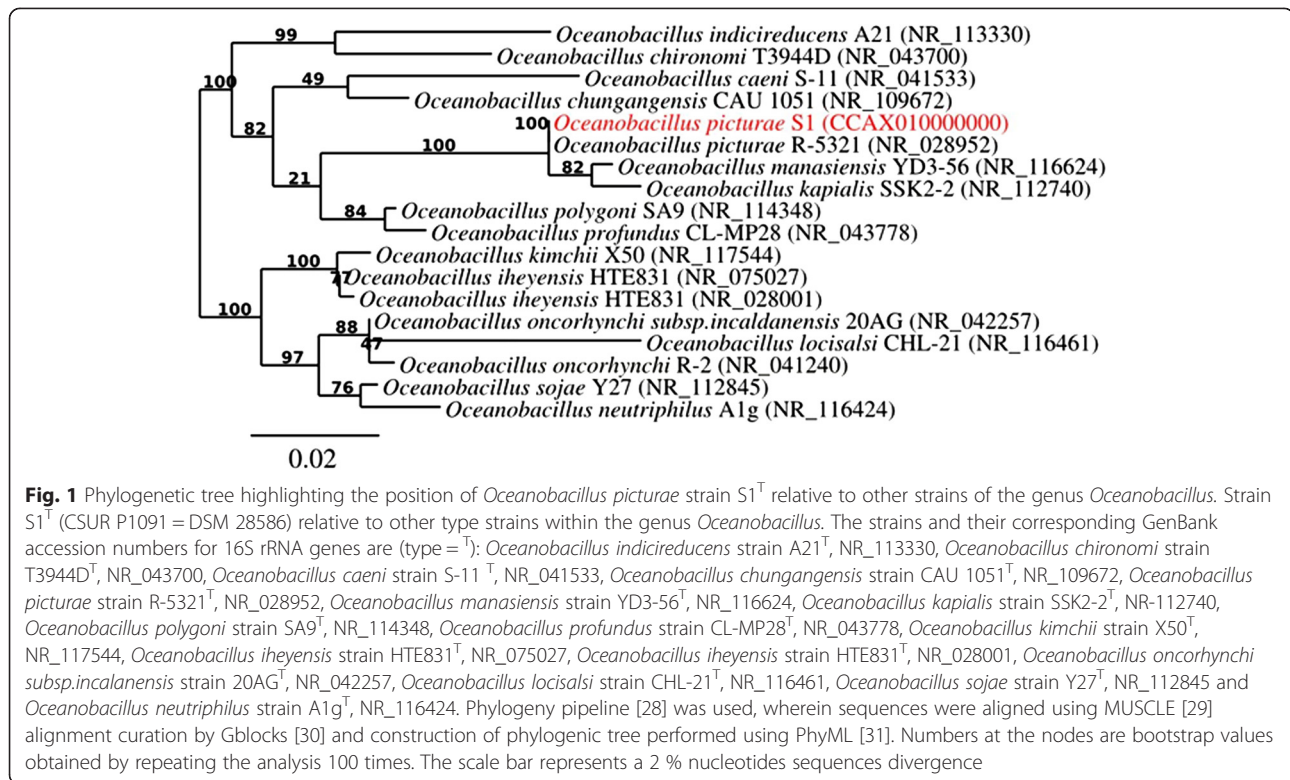 99
Oceanobacillus indicireducens A21 (NR_113330)
Oceanobacillus chironomi T3944D (NR_043700)
100
49
Oceanobacillus caeni S-11 (NR_041533)
Oceanobacillus chungangensis CAU 1051 (NR_109672)
82
100
Oceanobacillus picturae S1 (CCAX010000000)
100
Oceanobacillus picturae R-5321 (NR_028952)
82
Oceanobacillus manasiensis YD3-56 (NR_116624)
21
Oceanobacillus kapialis SSK2-2 (NR_112740)
84
Oceanobacillus polygoni SA9 (NR_114348)
Oceanobacillus profundus CL-MP28 (NR_043778)
100
Oceanobacillus kimchii X50 (NR_117544)
77
Oceanobacillus iheyensis HTE831 (NR_075027)
Oceanobacillus iheyensis HTE831 (NR_028001)
100
88
Oceanobacillus oncorhynchi subsp.incaldanensis 20AG (NR_042257)
47
Oceanobacillus locisalsi CHL-21 (NR_116461)
97
Oceanobacillus oncorhynchi R-2 (NR_041240)
76
Oceanobacillus sojae Y27 (NR_112845)
Oceanobacillus neutriphilus A1g (NR_116424)
0.02
Fig. 1 Phylogenetic tree highlighting the position of Oceanobacillus picturae strain S1ᵀ relative to other strains of the genus Oceanobacillus. Strain
S1ᵀ (CSUR P1091 = DSM 28586) relative to other type strains within the genus Oceanobacillus. The strains and their corresponding GenBank
accession numbers for 16S rRNA genes are (type = ᵀ): Oceanobacillus indicireducens strain A21ᵀ, NR_113330, Oceanobacillus chironomi strain
T3944Dᵀ, NR_043700, Oceanobacillus caeni strain S-11 ᵀ, NR_041533, Oceanobacillus chungangensis strain CAU 1051ᵀ, NR_109672, Oceanobacillus
picturae strain R-5321ᵀ, NR_028952, Oceanobacillus manasiensis strain YD3-56ᵀ, NR_116624, Oceanobacillus kapialis strain SSK2-2ᵀ, NR-112740,
Oceanobacillus polygoni strain SA9ᵀ, NR_114348, Oceanobacillus profundus strain CL-MP28ᵀ, NR_043778, Oceanobacillus kimchii strain X50ᵀ,
NR_117544, Oceanobacillus iheyensis strain HTE831ᵀ, NR_075027, Oceanobacillus iheyensis strain HTE831ᵀ, NR_028001, Oceanobacillus oncorhynchi
subsp.incalanensis strain 20AGᵀ, NR_042257, Oceanobacillus locisalsi strain CHL-21ᵀ, NR_116461, Oceanobacillus sojae strain Y27ᵀ, NR_112845 and
Oceanobacillus neutriphilus strain A1gᵀ, NR_116424. Phylogeny pipeline [28] was used, wherein sequences were aligned using MUSCLE [29]
alignment curation by Gblocks [30] and construction of phylogenic tree performed using PhyML [31]. Numbers at the nodes are bootstrap values
obtained by repeating the analysis 100 times. The scale bar represents a 2 % nucleotides sequences divergence